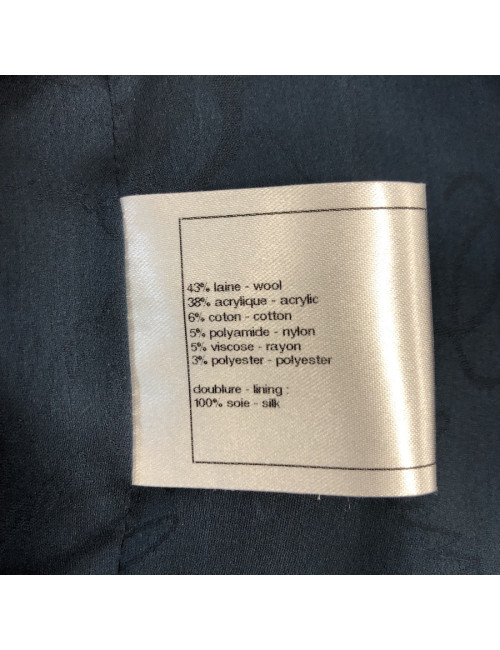 43% laine - wool
38% acrylique - acrylic
6% coton - cotton
5% polyamide - nylon
5% viscose - rayon
3% polyester - polyester
doublure - lining :
100% soie - silk